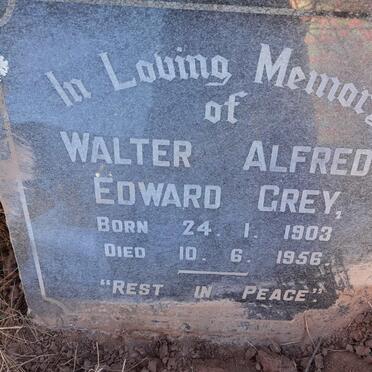 In Loving Memory
of
WALTER ALFRED
EDWARD GREY,
BORN 24. 1. 1903
DIED 10. 6. 1956.
"REST IN PEACE."